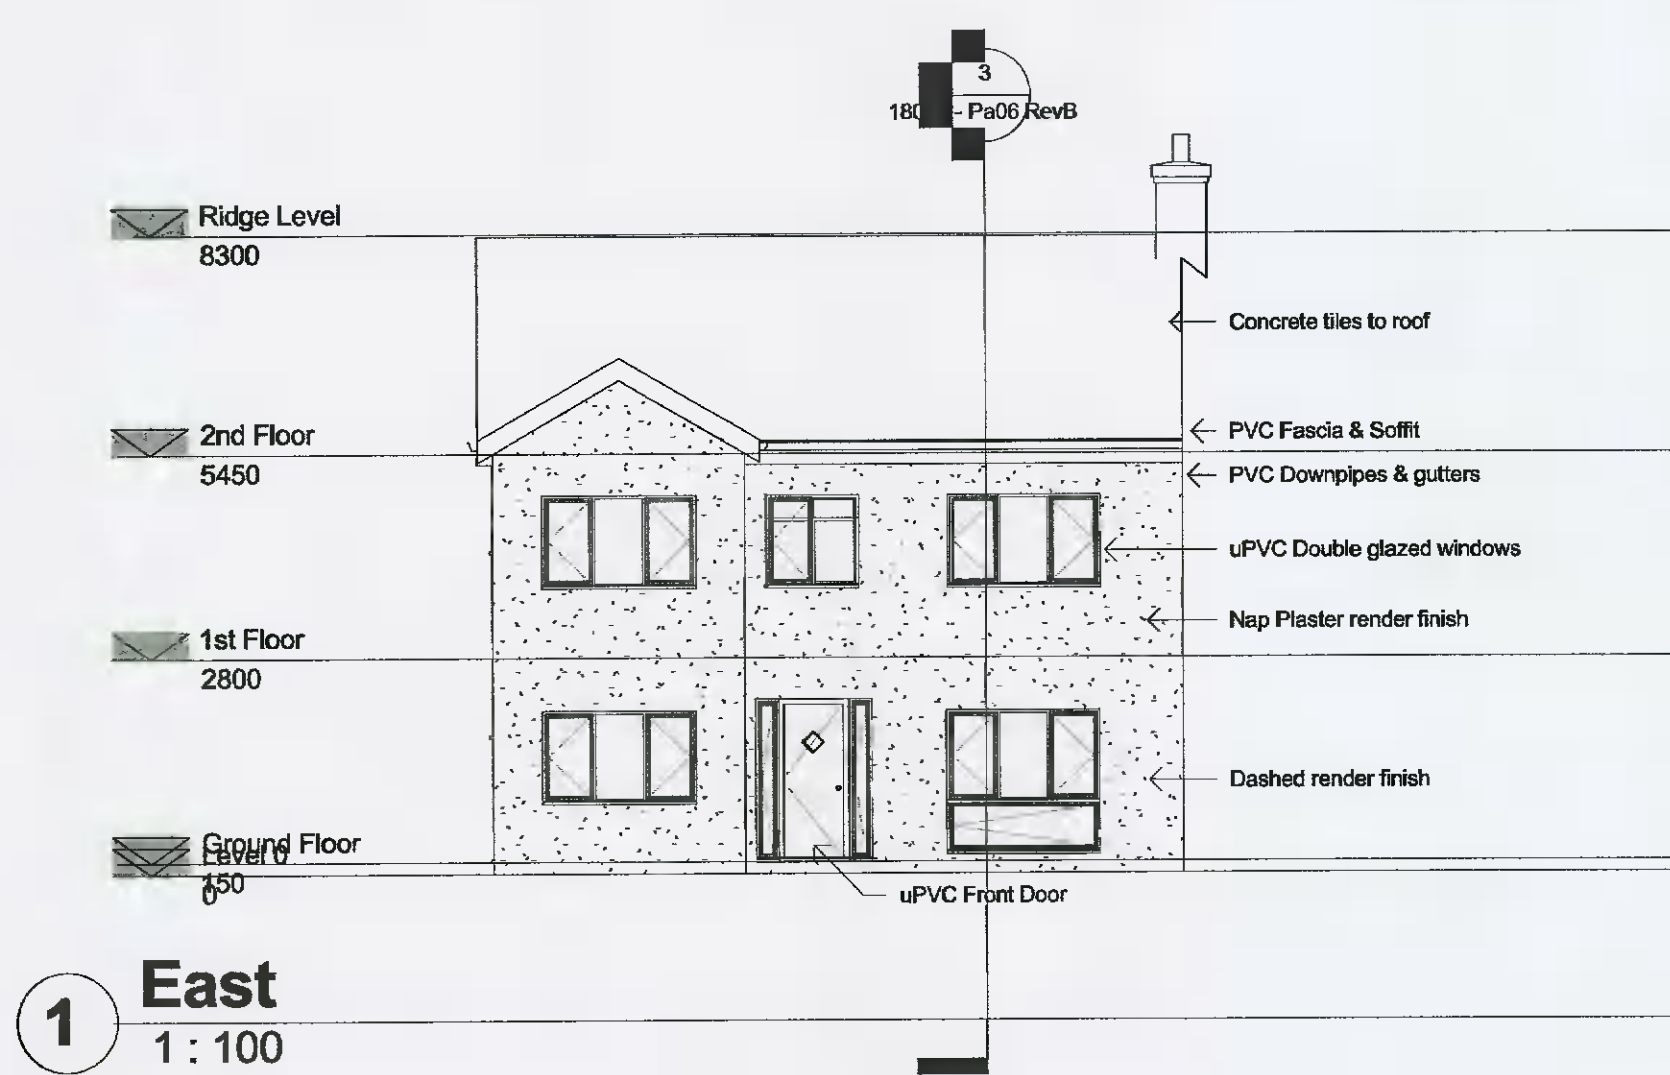 3
- Pa06 RevB
Ridge Level
8300
Concrete tiles to roof
2nd Floor
5450
PVC Fascia & Soffit
PVC Downpipes & gutters
uPVC Double glazed windows
1st Floor
2800
Nap Plaster render finish
Dashed render finish
Ground Floor
Level 0
150
0
uPVC Front Door
1
East
1 : 100